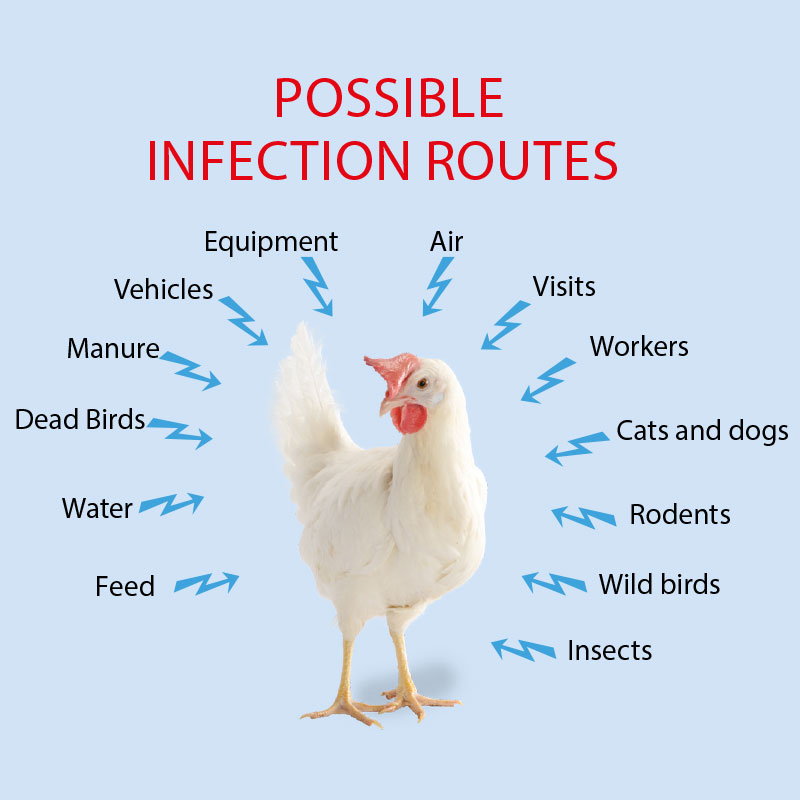 POSSIBLE
INFECTION ROUTES
Equipment
Air
Vehicles
Visits
Manure
Workers
Dead Birds
Cats and dogs
Water
Rodents
Feed
Wild birds
Insects